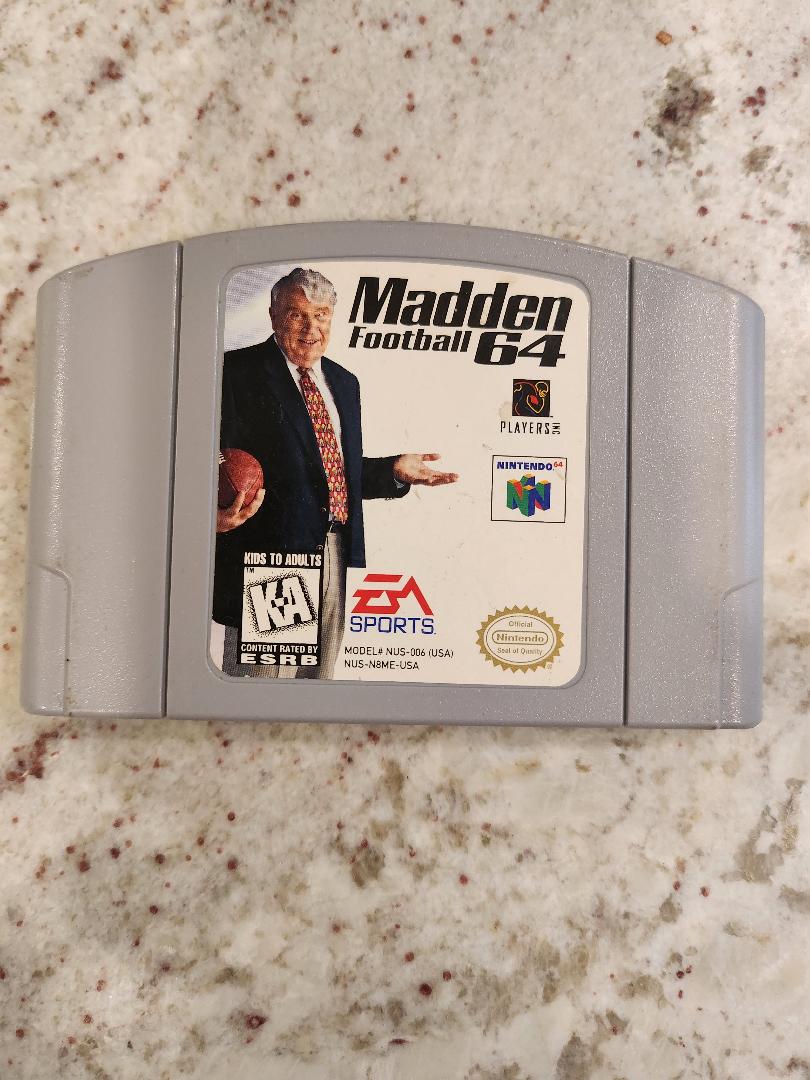 Madden
Football 64
PLAYERS INC
NINTENDO 64
KIDS TO ADULTS
TM
K-A
CONTENT RATED BY
ESRB
EA
SPORTS
MODEL# NUS-006 (USA)
NUS-N8ME-USA
Official
Nintendo
Seal of Quality